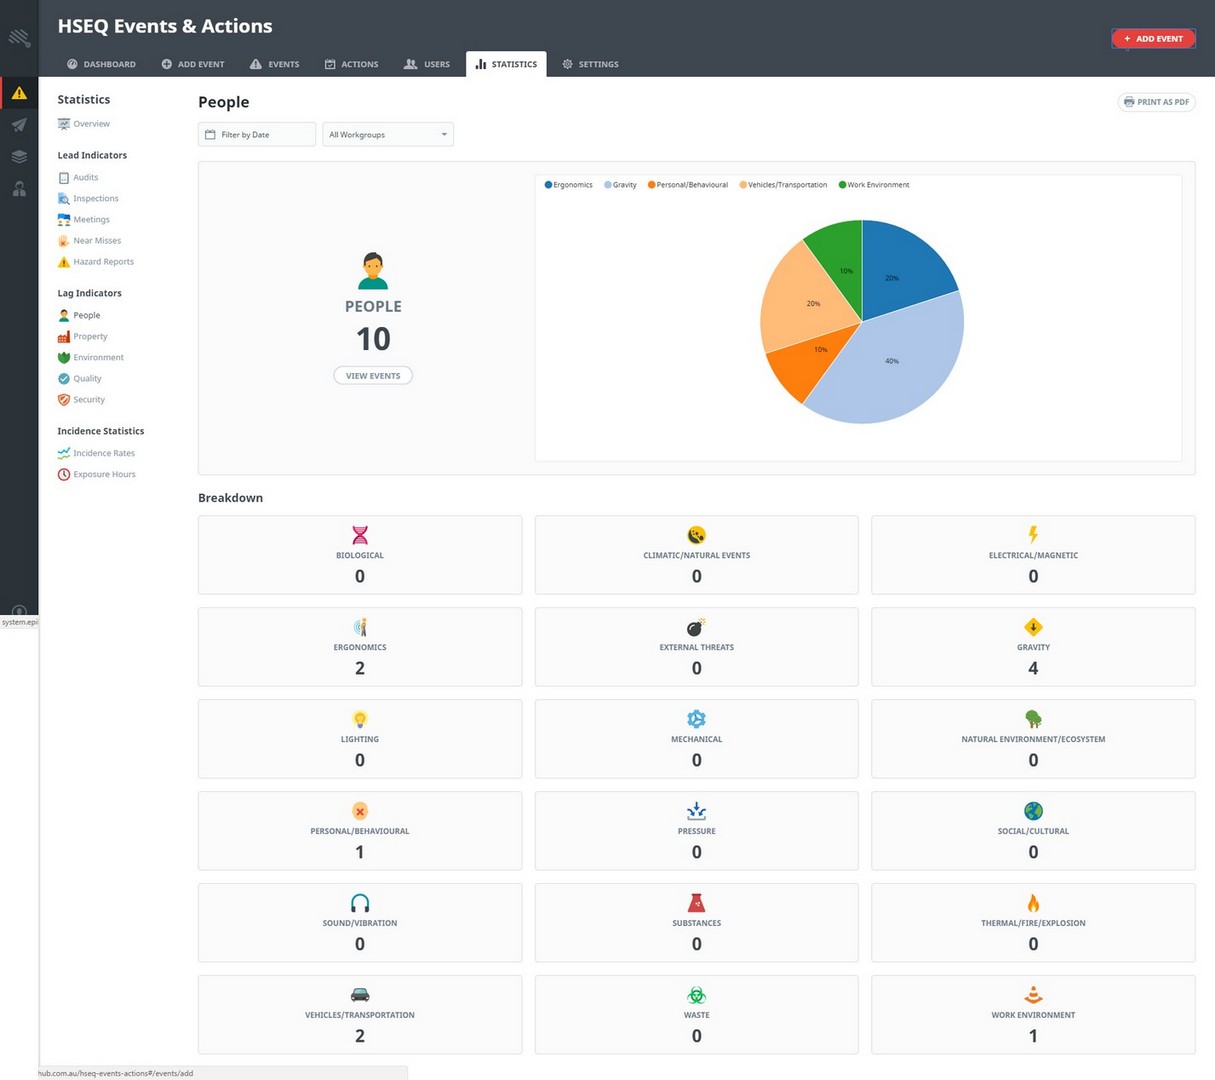 HSEQ Events & Actions
+ ADD EVENT
DASHBOARD ADD EVENT EVENTS ACTIONS USERS STATISTICS SETTINGS
Statistics
Overview
Lead Indicators
Audits
Inspections
Meetings
Near Misses
Hazard Reports
Lag Indicators
People
Property
Environment
Quality
Security
Incidence Statistics
Incidence Rates
Exposure Hours
system.epi
People
PRINT AS PDF
Filter by Date All Workgroups
PEOPLE
10
VIEW EVENTS
Ergonomics Gravity Personal/Behavioural Vehicles/Transportation Work Environment
10% 20%
20%
10%
40%
Breakdown
BIOLOGICAL CLIMATIC/NATURAL EVENTS ELECTRICAL/MAGNETIC
0 0 0
ERGONOMICS EXTERNAL THREATS GRAVITY
2 0 4
LIGHTING MECHANICAL NATURAL ENVIRONMENT/ECOSYSTEM
0 0 0
PERSONAL/BEHAVIOURAL PRESSURE SOCIAL/CULTURAL
1 0 0
SOUND/VIBRATION SUBSTANCES THERMAL/FIRE/EXPLOSION
0 0 0
VEHICLES/TRANSPORTATION WASTE WORK ENVIRONMENT
2 0 1
hub.com.au/hseq-events-actions#/events/add